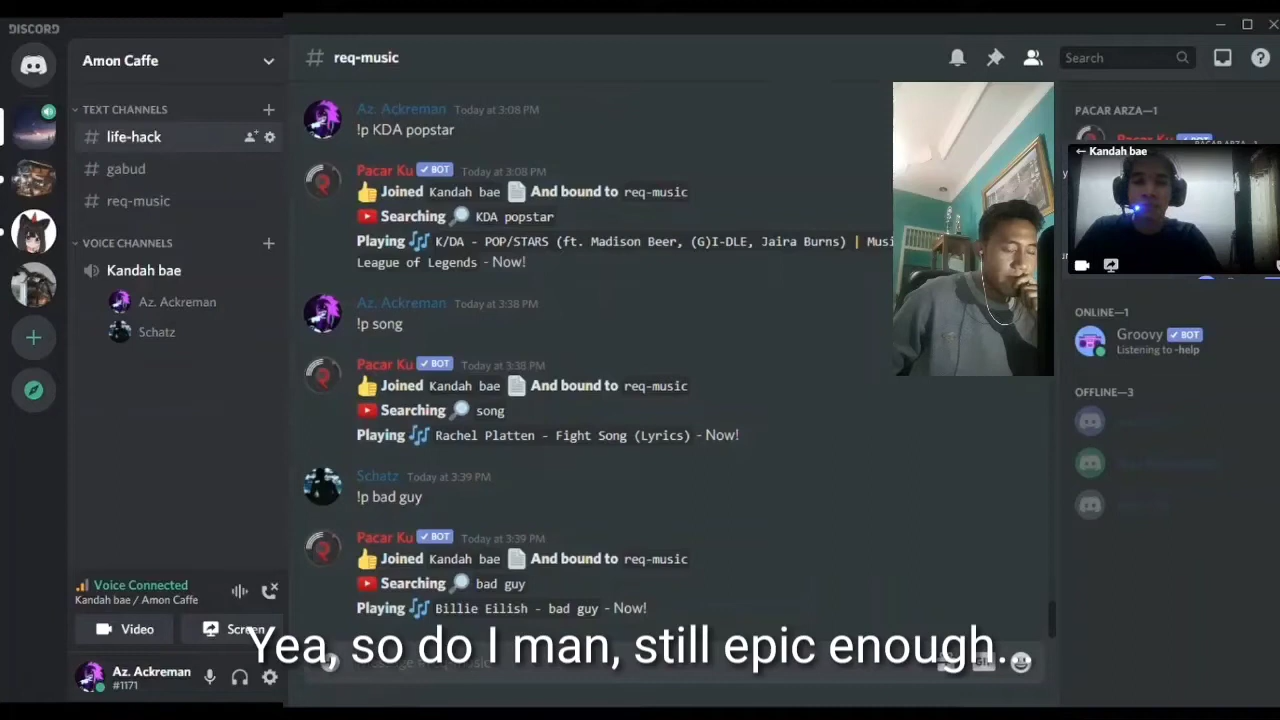 DISCORD
Amon Caffe
TEXT CHANNELS
life-hack
gabud
req-music
VOICE CHANNELS
Kandah bae
Az. Ackreman
Schatz
Voice Connected
Kandah bae / Amon Caffe
Video
Screen
Az. Ackreman
#1171
# req-music
Search
Az. Ackreman Today at 3:08 PM
!p KDA popstar
Pacar Ku BOT Today at 3:08 PM
👍 Joined Kandah bae 📄 And bound to req-music
Searching 🔎 KDA popstar
Playing 🎶 K/DA - POP/STARS (ft. Madison Beer, (G)I-DLE, Jaira Burns) | Musi
League of Legends - Now!
Az. Ackreman Today at 3:38 PM
!p song
Pacar Ku BOT Today at 3:38 PM
👍 Joined Kandah bae 📄 And bound to req-music
Searching 🔎 song
Playing 🎶 Rachel Platten - Fight Song (Lyrics) - Now!
Schatz Today at 3:39 PM
!p bad guy
Pacar Ku BOT Today at 3:39 PM
👍 Joined Kandah bae 📄 And bound to req-music
Searching 🔎 bad guy
Playing 🎶 Billie Eilish - bad guy - Now!
PACAR ARZA—1
Pacar Ku BOT
← Kandah bae
ONLINE—1
Groovy BOT
Listening to -help
OFFLINE—3
Yea, so do I man, still epic enough...